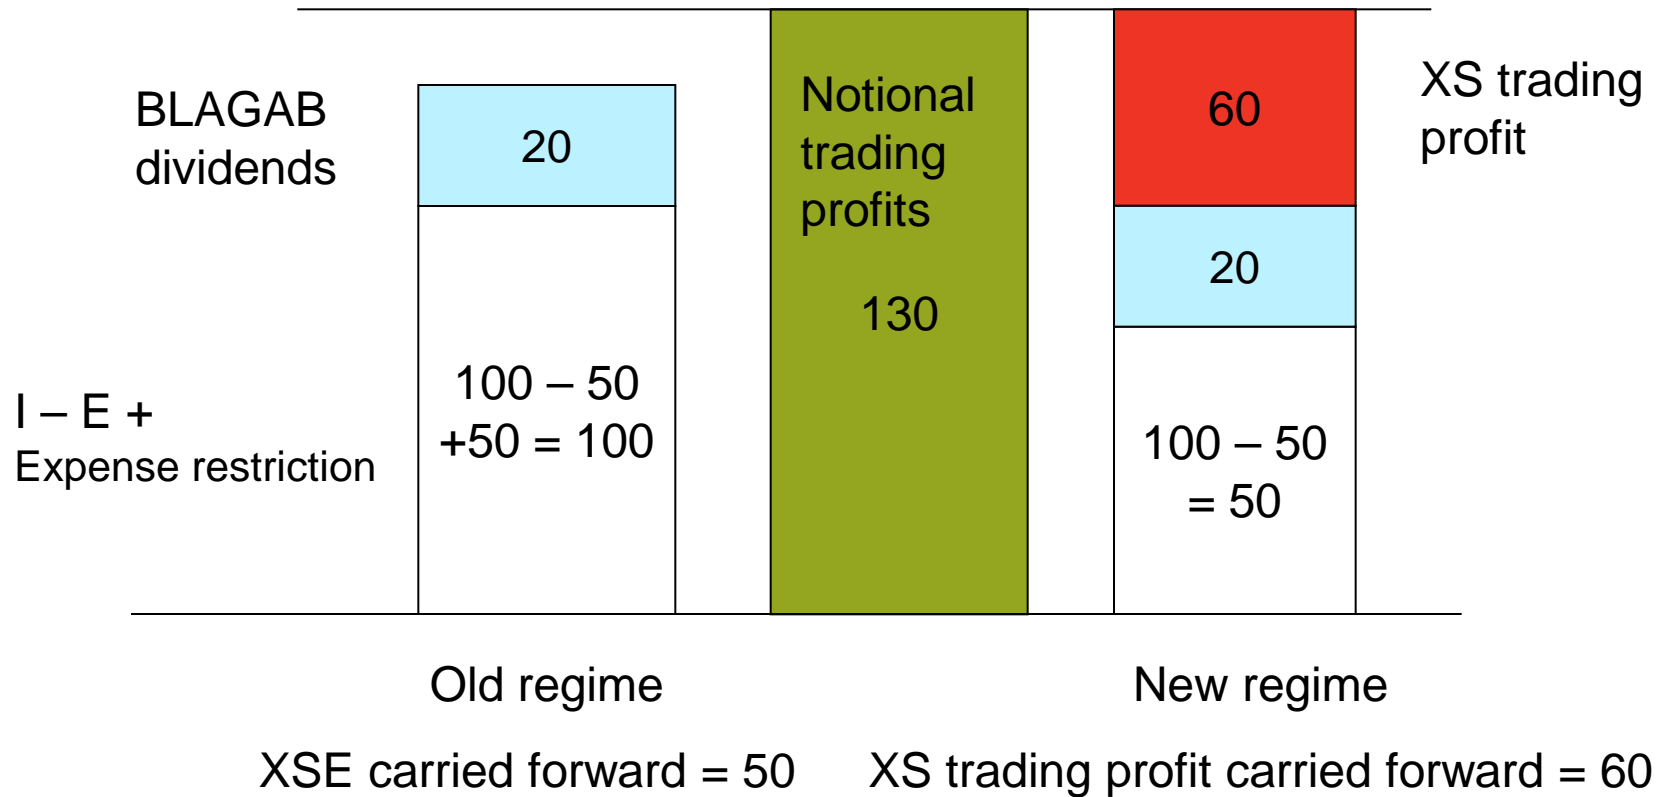 BLAGAB
dividends
20
Notional
trading
profits
130
60
XS trading
profit
20
I – E +
Expense restriction
100 – 50
+50 = 100
100 – 50
= 50
Old regime
New regime
XSE carried forward = 50
XS trading profit carried forward = 60